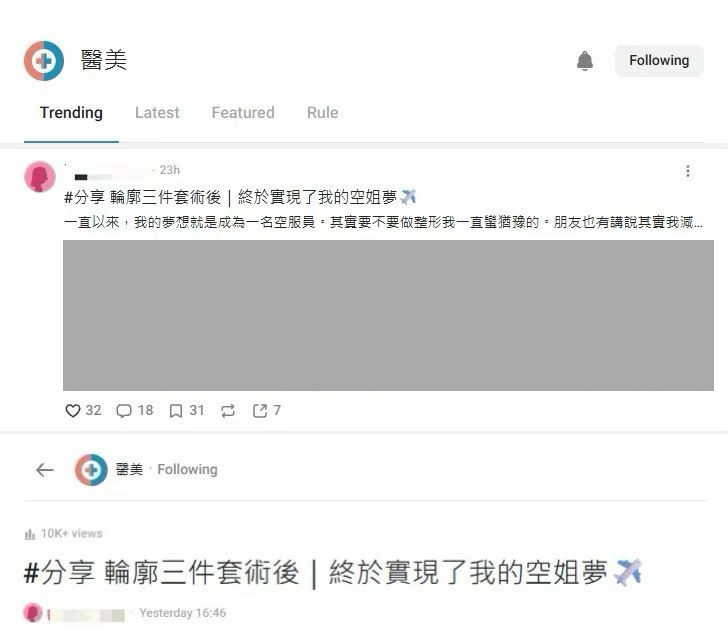 醫美
Following
Trending Latest Featured Rule
· 23h
#分享 輪廓三件套術後｜終於實現了我的空姐夢✈️
一直以來，我的夢想就是成為一名空服員。其實要不要做整形我一直蠻猶豫的。朋友也有講說其實我減...
32 18 31 7
醫美 · Following
10K+ views
#分享 輪廓三件套術後｜終於實現了我的空姐夢✈️
· Yesterday 16:46